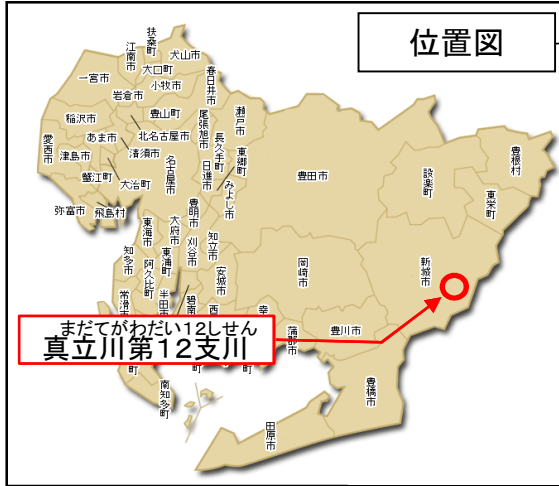 位置図
扶桑町
犬山市
江南市
大口町
一宮市
小牧市
春日井市
岩倉市
瀬戸市
稲沢市
豊山町
尾張旭市
長久手町
東郷町
愛西市
あま市
北名古屋市
津島市
清須市
名古屋市
日進市
みよし市
豊田市
設楽町
豊根村
東栄町
蟹江町
大治町
弥富市
飛島村
豊明市
東海市
大府市
刈谷市
知立市
知多市
東浦町
阿久比町
安城市
岡崎市
新城市
常滑市
半田市
碧南
西
幸
蒲郡市
豊川市
まだてがわだい12しせん
真立川第12支川
町
町
南知多町
豊橋市
田原市